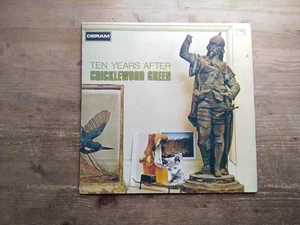 DERAM
TEN YEARS AFTER
CRICKLEWOOD GREEN